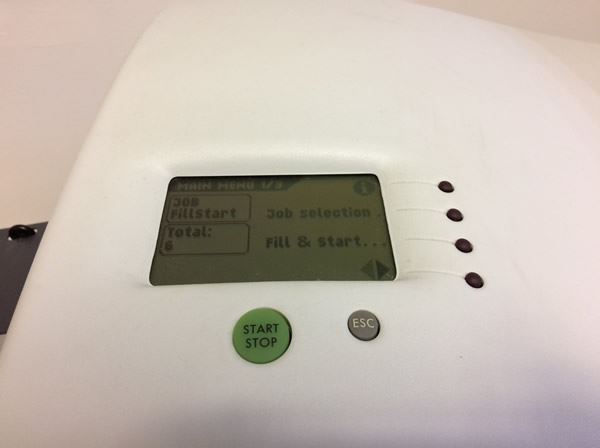 MAIN MENU 1/3
JOB
FillStart
Job selection
Total:
6
Fill & start...
START
STOP
ESC